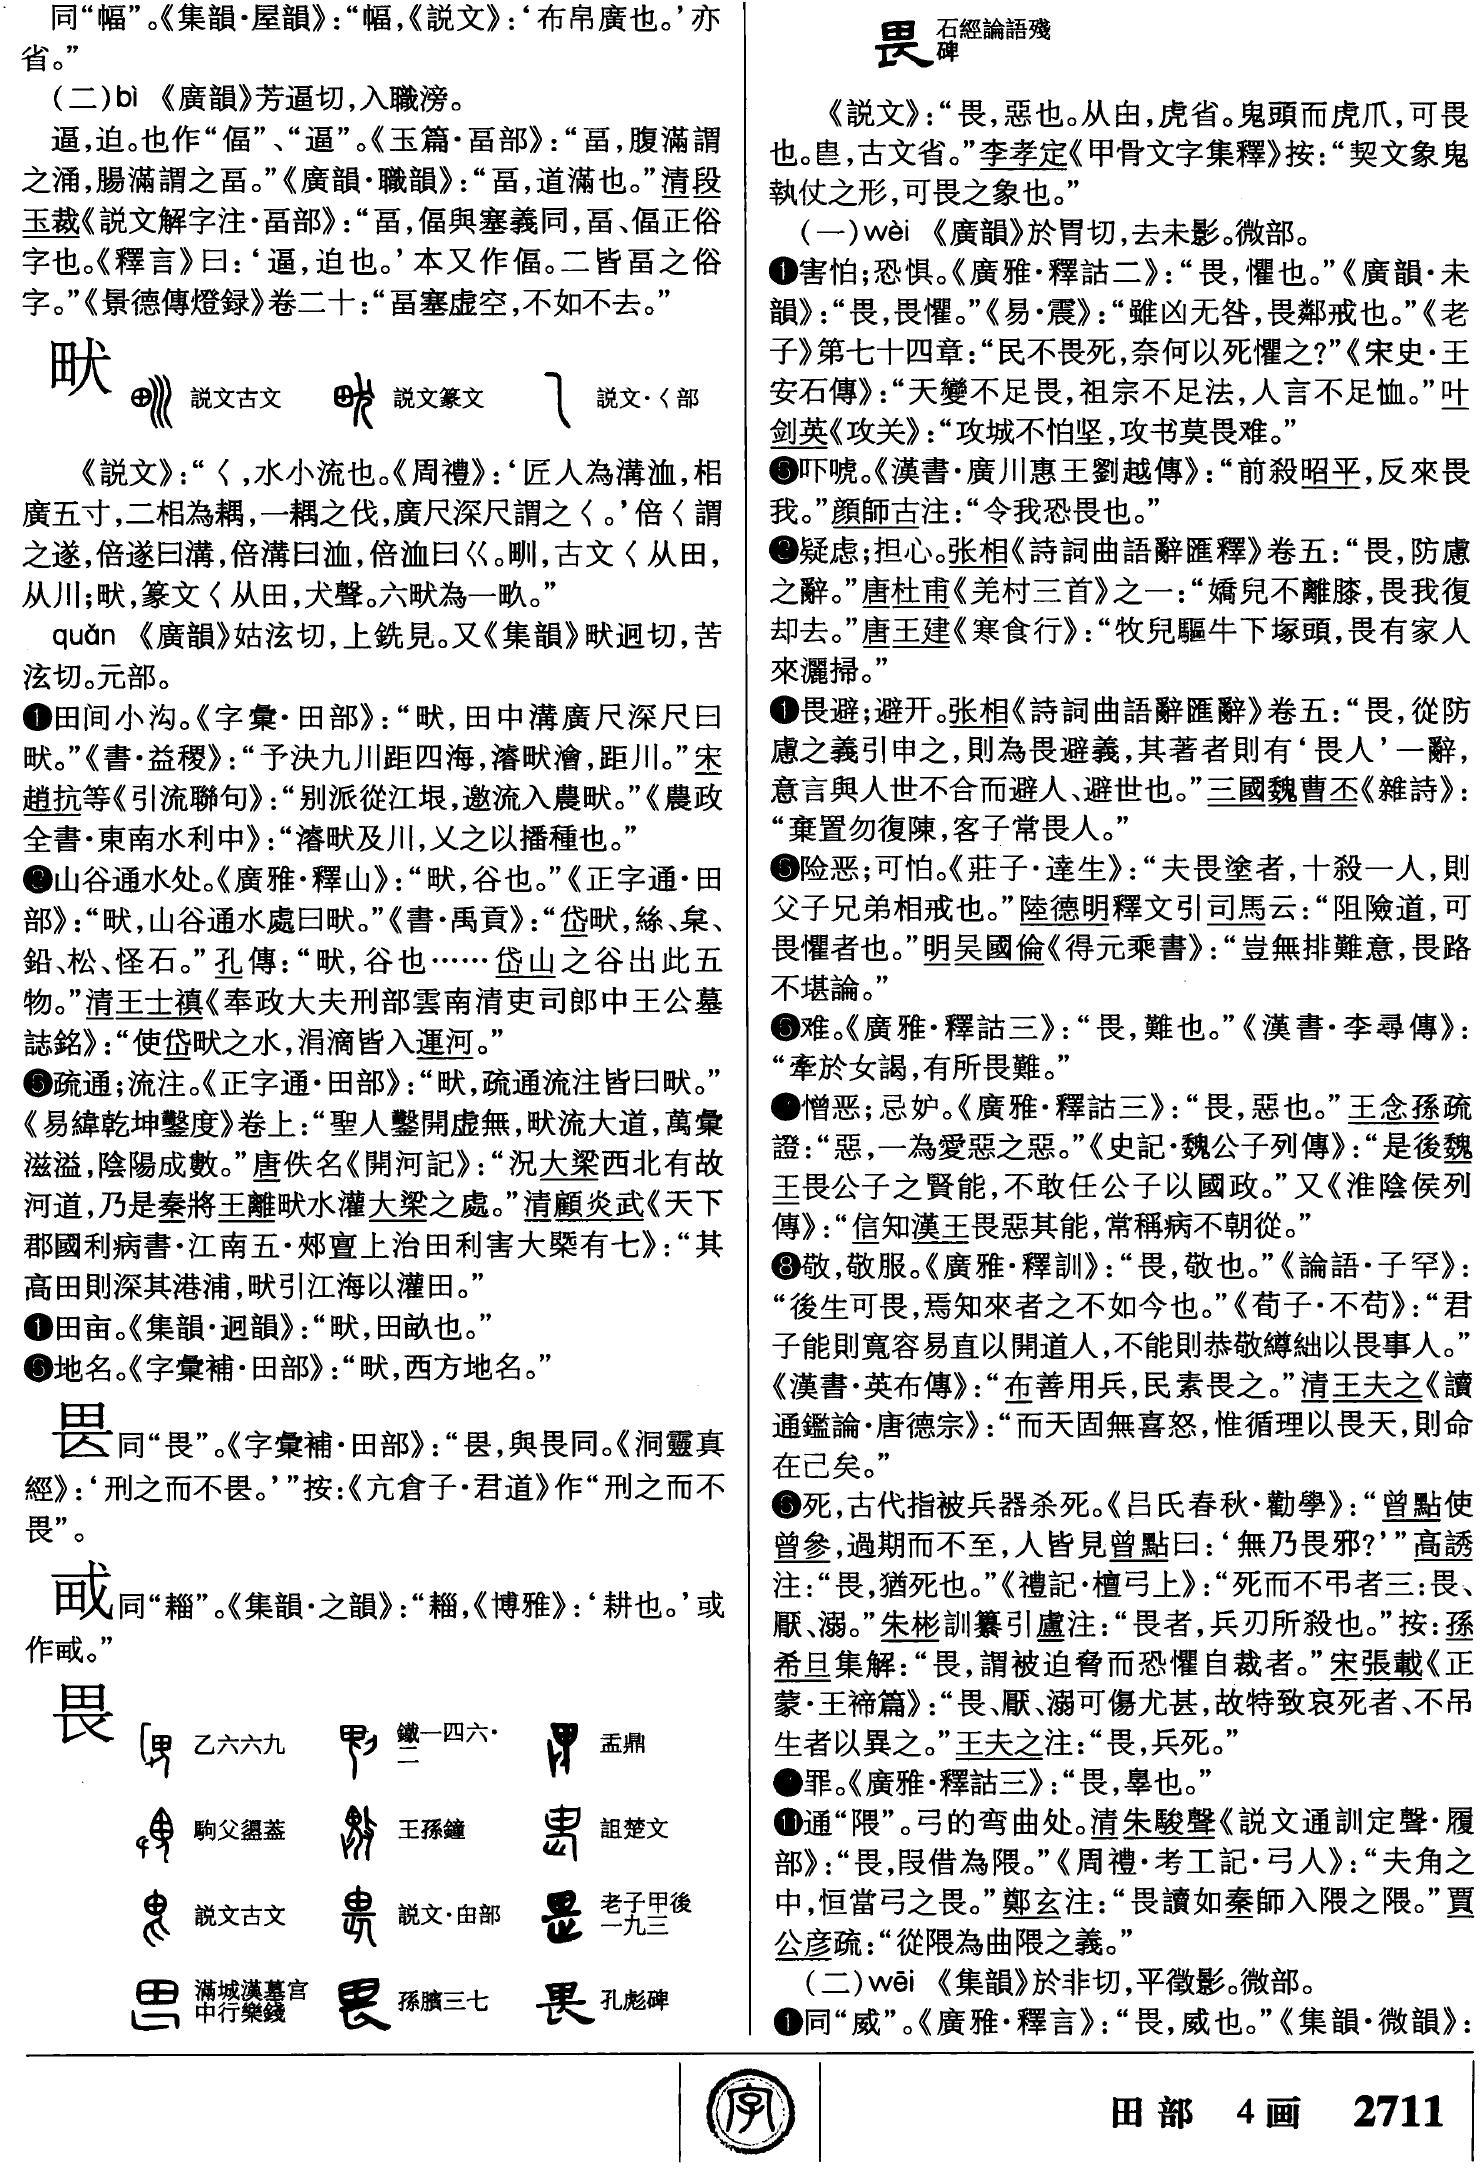 同“幅”。《集韻·屋韻》：“幅，《説文》：‘布帛廣也。’亦
省。”
（二）bì 《廣韻》芳逼切，入職滂。
逼，迫。也作“偪”、“逼”。《玉篇·畐部》：“畐，腹滿謂
之涌，腸滿謂之畐。”《廣韻·職韻》：“畐，道滿也。”清段
玉裁《説文解字注·畐部》：“畐，偪與塞義同，畐、偪正俗
字也。《釋言》曰：‘逼，迫也。’本又作偪。二皆畐之俗
字。”《景德傳燈録》卷二十：“畐塞虚空，不如不去。”
畎 説文古文 説文篆文 説文·〈部
《説文》：“〈，水小流也。《周禮》：‘匠人為溝洫，梠
廣五寸，二梠為耦，一耦之伐，廣尺深尺謂之〈。’倍〈謂
之遂，倍遂曰溝，倍溝曰洫，倍洫曰巜。甽，古文〈从田，
从川；畎，篆文〈从田，犬聲。六畎為一畝。”
quǎn 《廣韻》姑泫切，上銑見。又《集韻》畎迥切，苦
泫切。元部。
❶田间小沟。《字彙·田部》：“畎，田中溝廣尺深尺曰
畎。”《書·益稷》：“予決九川距四海，濬畎澮，距川。”宋
趙抗等《引流聯句》：“别派從江垠，邀流入農畎。”《農政
全書·東南水利中》：“濬畎及川，乂之以播種也。”
❷山谷通水处。《廣雅·釋山》：“畎，谷也。”《正字通·田
部》：“畎，山谷通水處曰畎。”《書·禹貢》：“岱畎，絲、枲、
鉛、松、怪石。”孔傳：“畎，谷也……岱山之谷出此五
物。”清王士禛《奉政大夫刑部雲南清吏司郎中王公墓
誌銘》：“使岱畎之水，涓滴皆入運河。”
❸疏通；流注。《正字通·田部》：“畎，疏通流注皆曰畎。”
《易緯乾坤鑿度》卷上：“聖人鑿開虚無，畎流大道，萬彙
滋溢，陰陽成數。”唐佚名《開河記》：“況大梁西北有故
河道，乃是秦將王離畎水灌大梁之處。”清顧炎武《天下
郡國利病書·江南五·郟亶上治田利害大槩有七》：“其
高田則深其港浦，畎引江海以灌田。”
❶田亩。《集韻·迥韻》：“畎，田畝也。”
❺地名。《字彙補·田部》：“畎，西方地名。”
同“畏”。《字彙補·田部》：“，與畏同。《洞靈真
經》：‘刑之而不。’”按：《亢倉子·君道》作“刑之而不
畏”。
同“䎩”。《集韻·之韻》：“䎩，《博雅》：‘耕也。’或
作。”
畏 乙六六九 鐵一四六·二 盂鼎
駒父盨蓋 王孫鐘 詛楚文
説文古文 説文·甶部 老子甲後一九三
滿城漢墓宫中行樂錢 孫臏三七 孔彪碑
石經論語殘
碑
《説文》：“畏，惡也。从甶，虎省。鬼頭而虎爪，可畏
也。，古文省。”李孝定《甲骨文字集釋》按：“契文象鬼
執仗之形，可畏之象也。”
（一）wèi 《廣韻》於胃切，去未影。微部。
❶害怕；恐惧。《廣雅·釋詁二》：“畏，懼也。”《廣韻·未
韻》：“畏，畏懼。”《易·震》：“雖凶无咎，畏鄰戒也。”《老
子》第七十四章：“民不畏死，奈何以死懼之？”《宋史·王
安石傳》：“天變不足畏，祖宗不足法，人言不足恤。”叶
剑英《攻关》：“攻城不怕坚，攻书莫畏难。”
吓唬。《漢書·廣川惠王劉越傳》：“前殺昭平，反來畏
我。”顔師古注：“令我恐畏也。”
疑虑；担心。张相《詩詞曲語辭匯釋》卷五：“畏，防慮
之辭。”唐杜甫《羌村三首》之一：“嬌兒不離膝，畏我復
却去。”唐王建《寒食行》：“牧兒驅牛下塚頭，畏有家人
來灑掃。”
❶畏避；避开。张相《詩詞曲語辭匯辭》卷五：“畏，從防
慮之義引申之，則為畏避義，其著者則有‘畏人’一辭，
意言與人世不合而避人、避世也。”三國魏曹丕《雜詩》：
“棄置勿復陳，客子常畏人。”
❺险恶；可怕。《莊子·達生》：“夫畏塗者，十殺一人，則
父子兄弟相戒也。”陸德明釋文引司馬云：“阻險道，可
畏懼者也。”明吴國倫《得元乘書》：“豈無排難意，畏路
不堪論。”
难。《廣雅·釋詁三》：“畏，難也。”《漢書·李尋傳》：
“牽於女謁，有所畏難。”
憎恶；忌妒。《廣雅·釋詁三》：“畏，惡也。”王念孫疏
證：“惡，一為愛惡之惡。”《史記·魏公子列傳》：“是後魏
王畏公子之賢能，不敢任公子以國政。”又《淮陰侯列
傳》：“信知漢王畏惡其能，常稱病不朝從。”
❽敬，敬服。《廣雅·釋訓》：“畏，敬也。”《論語·子罕》：
“後生可畏，焉知來者之不如今也。”《荀子·不苟》：“君
子能則寬容易直以開道人，不能則恭敬繜絀以畏事人。”
《漢書·英布傳》：“布善用兵，民素畏之。”清王夫之《讀
通鑑論·唐德宗》：“而天固無喜怒，惟循理以畏天，則命
在己矣。”
死，古代指被兵器杀死。《吕氏春秋·勸學》：“曾點使
曾參，過期而不至，人皆見曾點曰：‘無乃畏邪？’”高誘
注：“畏，猶死也。”《禮記·檀弓上》：“死而不弔者三：畏、
厭、溺。”朱彬訓纂引盧注：“畏者，兵刃所殺也。”按：孫
希旦集解：“畏，謂被迫脅而恐懼自裁者。”宋張載《正
蒙·王禘篇》：“畏、厭、溺可傷尤甚，故特致哀死者、不吊
生者以異之。”王夫之注：“畏，兵死。”
罪。《廣雅·釋詁三》：“畏，辠也。”
⓫通“隈”。弓的弯曲处。清朱駿聲《説文通訓定聲·履
部》：“畏，叚借為隈。”《周禮·考工記·弓人》：“夫角之
中，恒當弓之畏。”鄭玄注：“畏讀如秦師入隈之隈。”賈
公彦疏：“從隈為曲隈之義。”
（二）wēi 《集韻》於非切，平微影。微部。
❶同“威”。《廣雅·釋言》：“畏，威也。”《集韻·微韻》：
字
田部 4画 2711